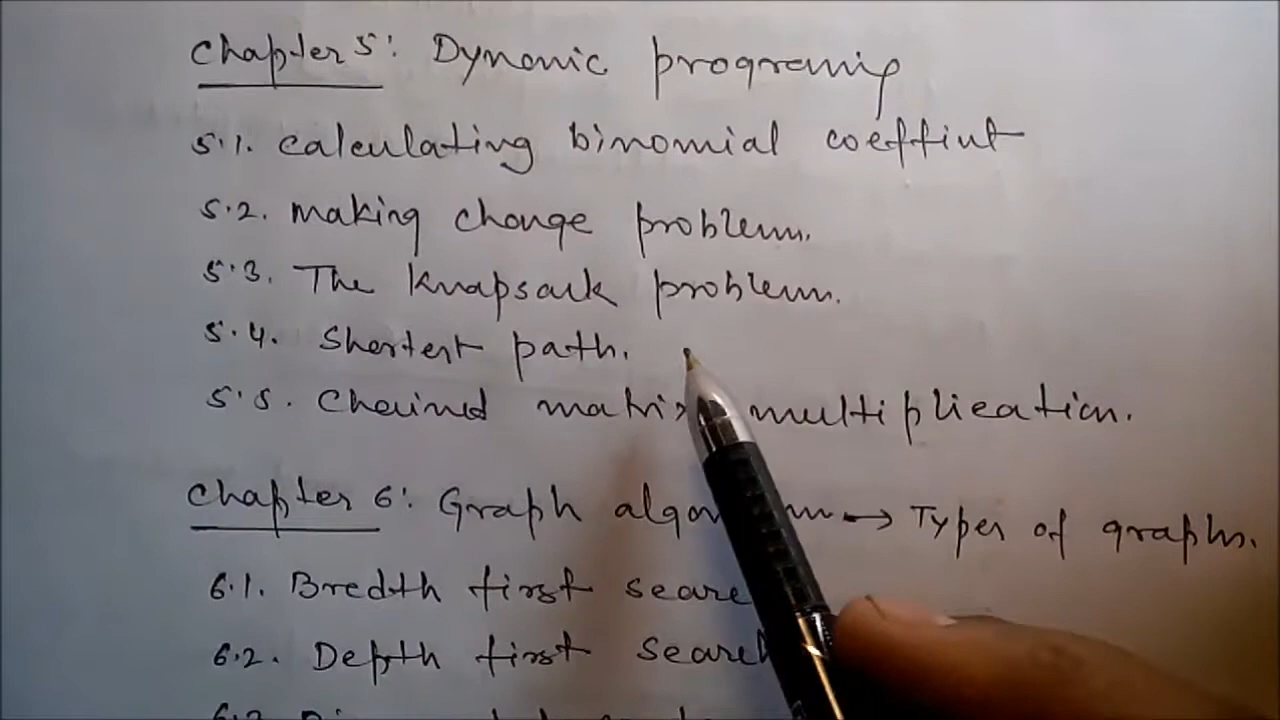 Chapter 5: Dynamic programing
5.1. Calculating binomial coeffint
5.2. Making change problem.
5.3. The Knapsack problem.
5.4. Shortest path.
5.5. Chained matrix multiplication.
Chapter 6: Graph → Types of graphs.
6.1. Bredth first
6.2. Depth first Search